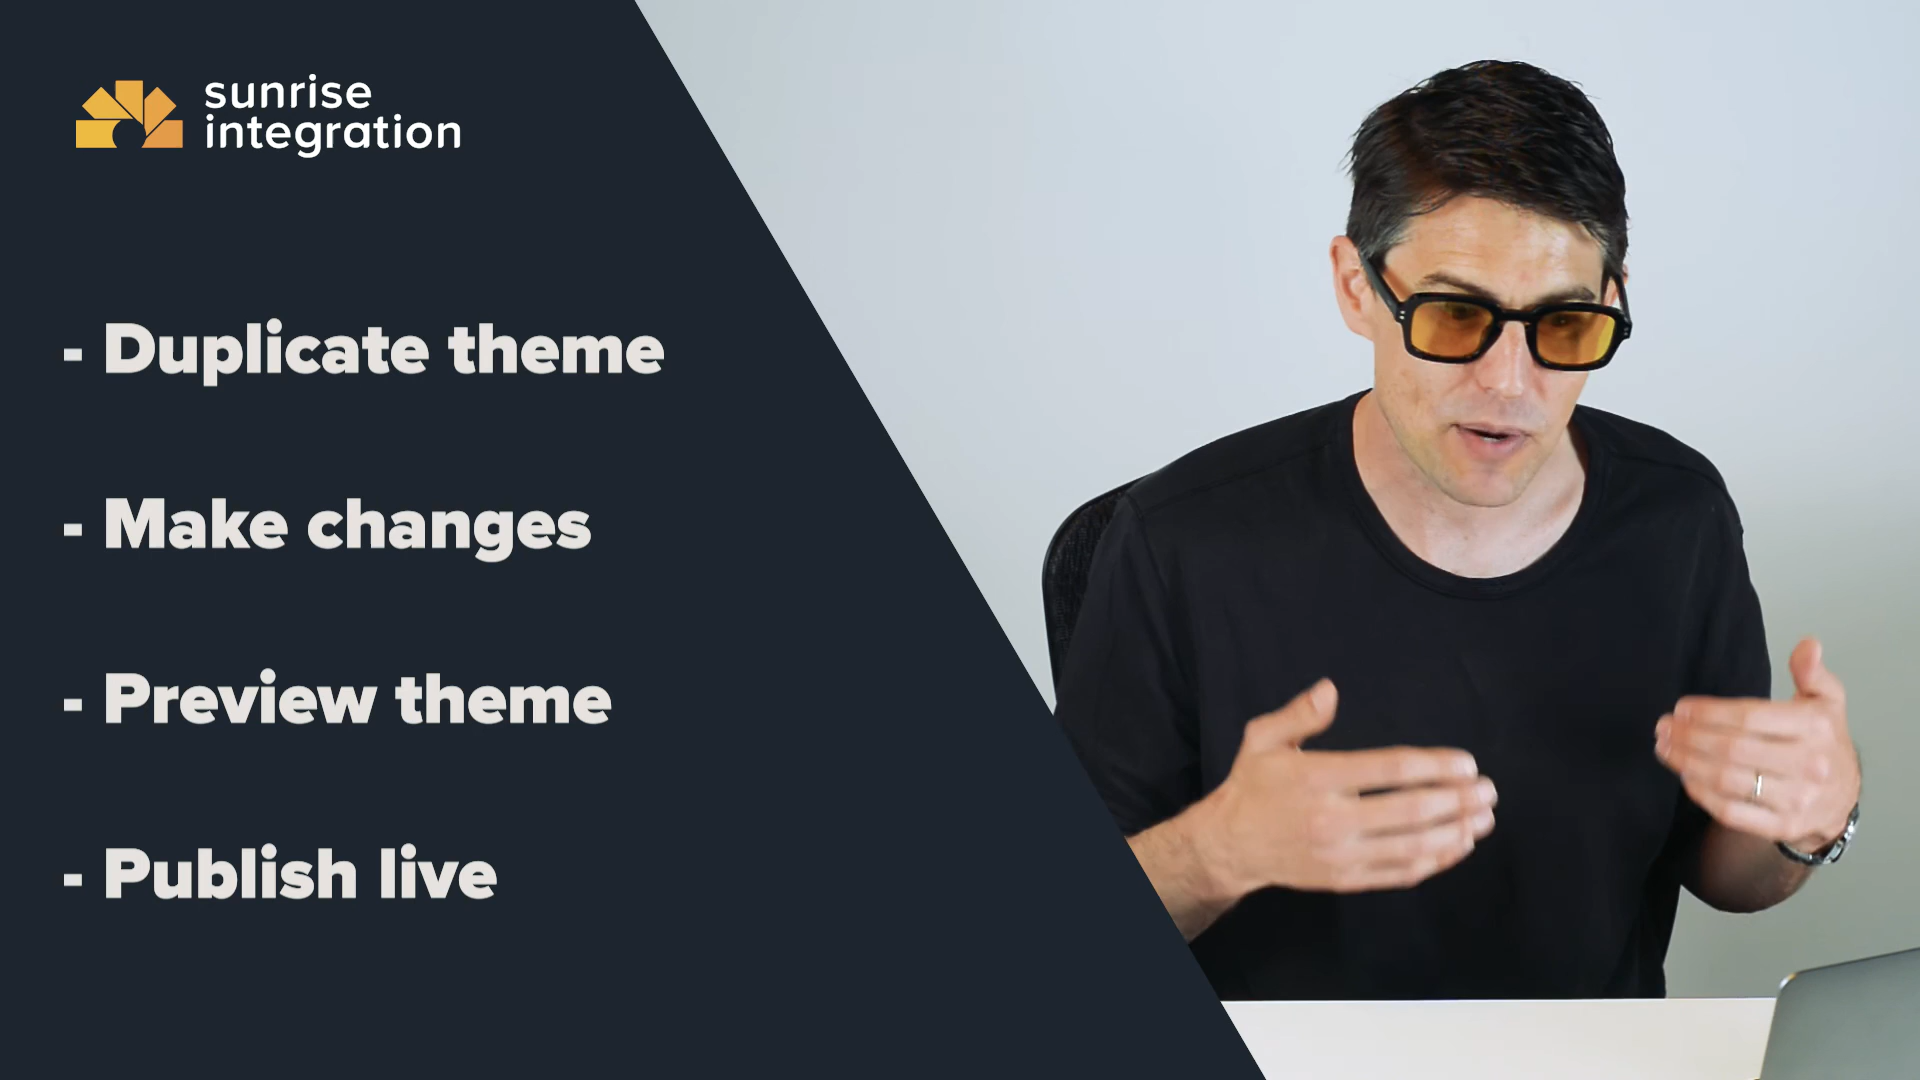 sunrise
integration
- Duplicate theme
- Make changes
- Preview theme
- Publish live